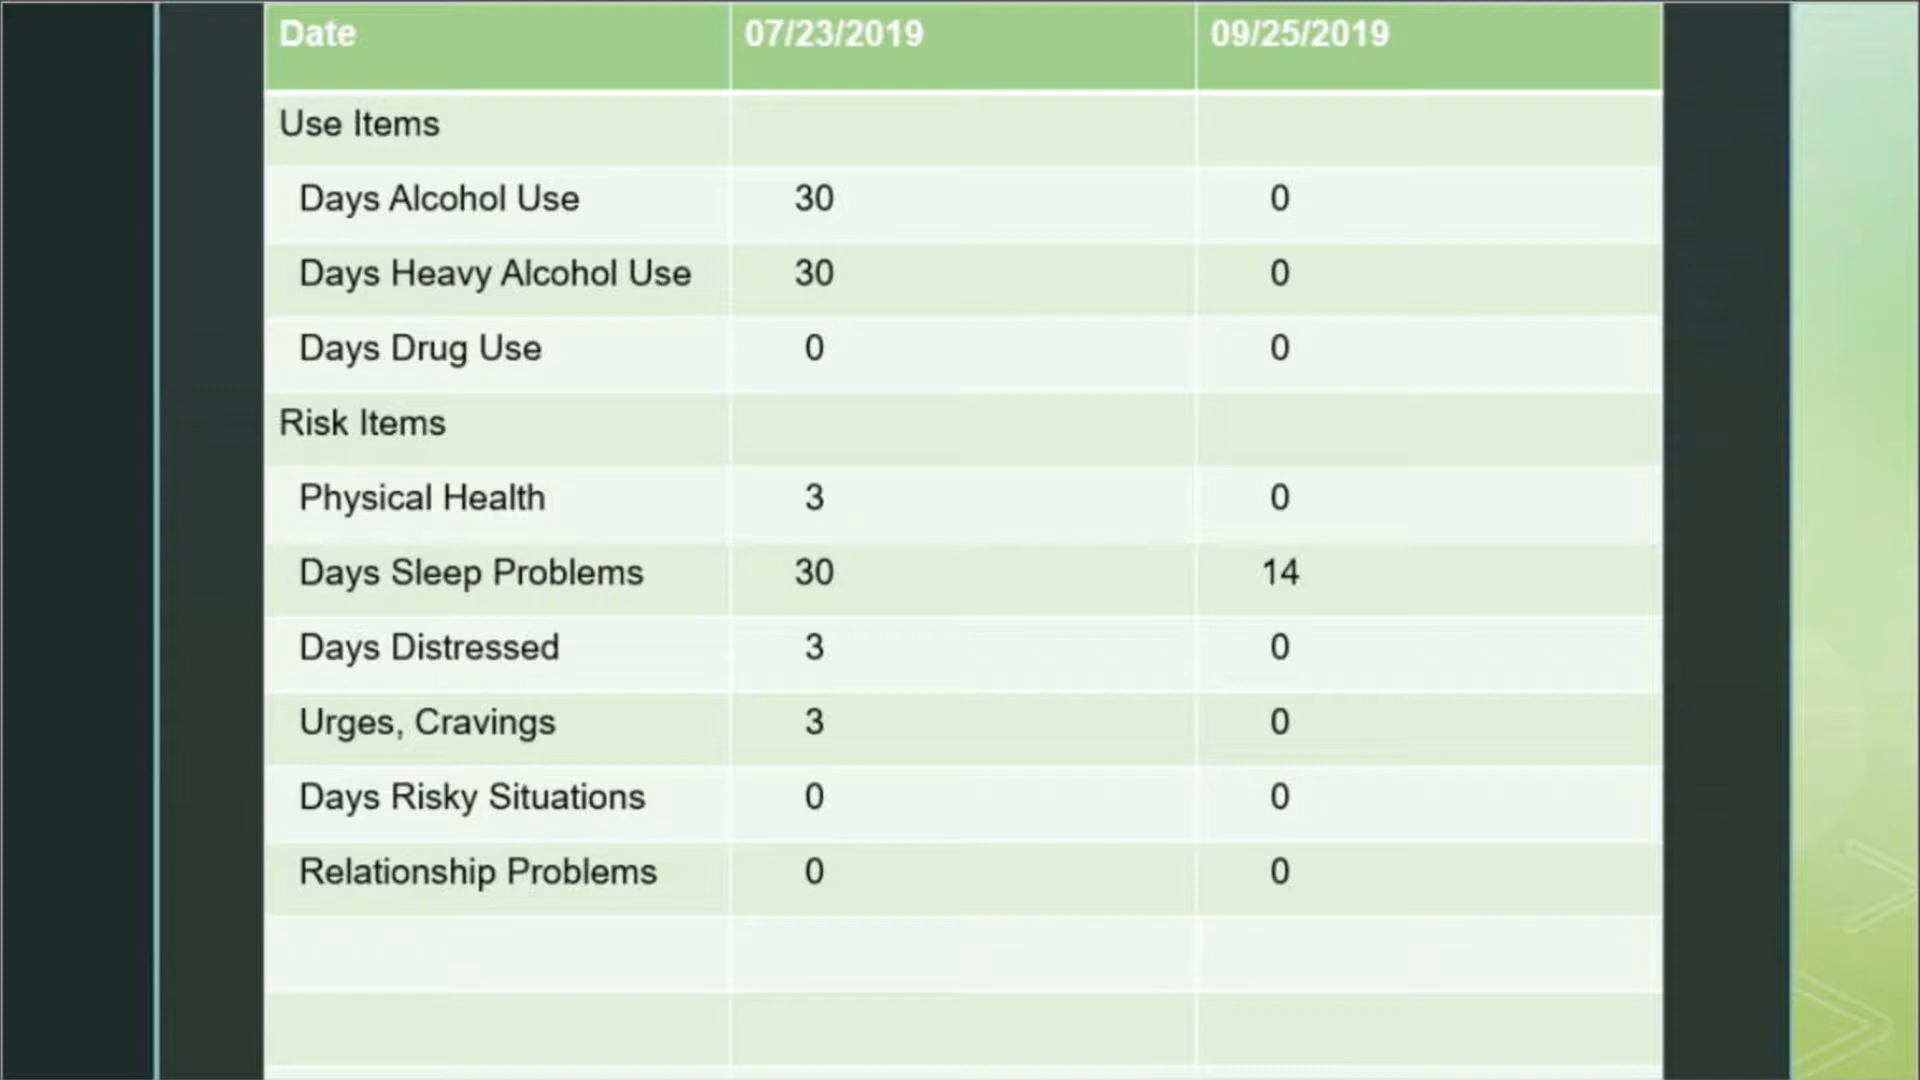 Date 07/23/2019 09/25/2019
Use Items
Days Alcohol Use 30 0
Days Heavy Alcohol Use 30 0
Days Drug Use 0 0
Risk Items
Physical Health 3 0
Days Sleep Problems 30 14
Days Distressed 3 0
Urges, Cravings 3 0
Days Risky Situations 0 0
Relationship Problems 0 0